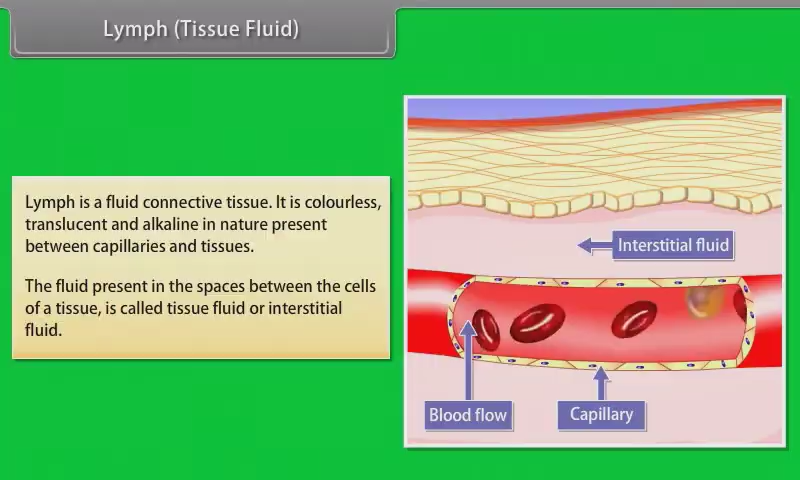 Lymph (Tissue Fluid)
Lymph is a fluid connective tissue. It is colourless,
translucent and alkaline in nature present
between capillaries and tissues.
The fluid present in the spaces between the cells
of a tissue, is called tissue fluid or interstitial
fluid.
Interstitial fluid
Blood flow
Capillary